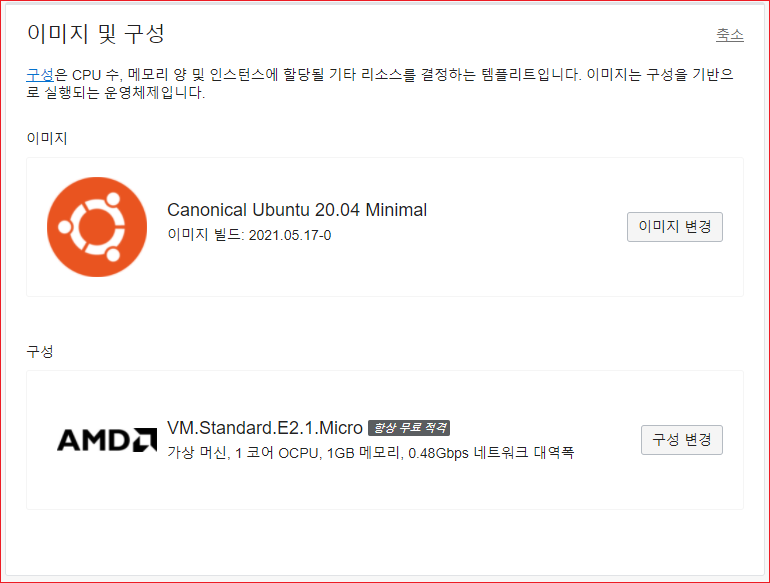 이미지 및 구성
축소
구성은 CPU 수, 메모리 양 및 인스턴스에 할당될 기타 리소스를 결정하는 템플리트입니다. 이미지는 구성을 기반으
로 실행되는 운영체제입니다.
이미지
Canonical Ubuntu 20.04 Minimal
이미지 빌드: 2021.05.17-0
이미지 변경
구성
AMD
VM.Standard.E2.1.Micro 항상 무료 적격
가상 머신, 1 코어 OCPU, 1GB 메모리, 0.48Gbps 네트워크 대역폭
구성 변경